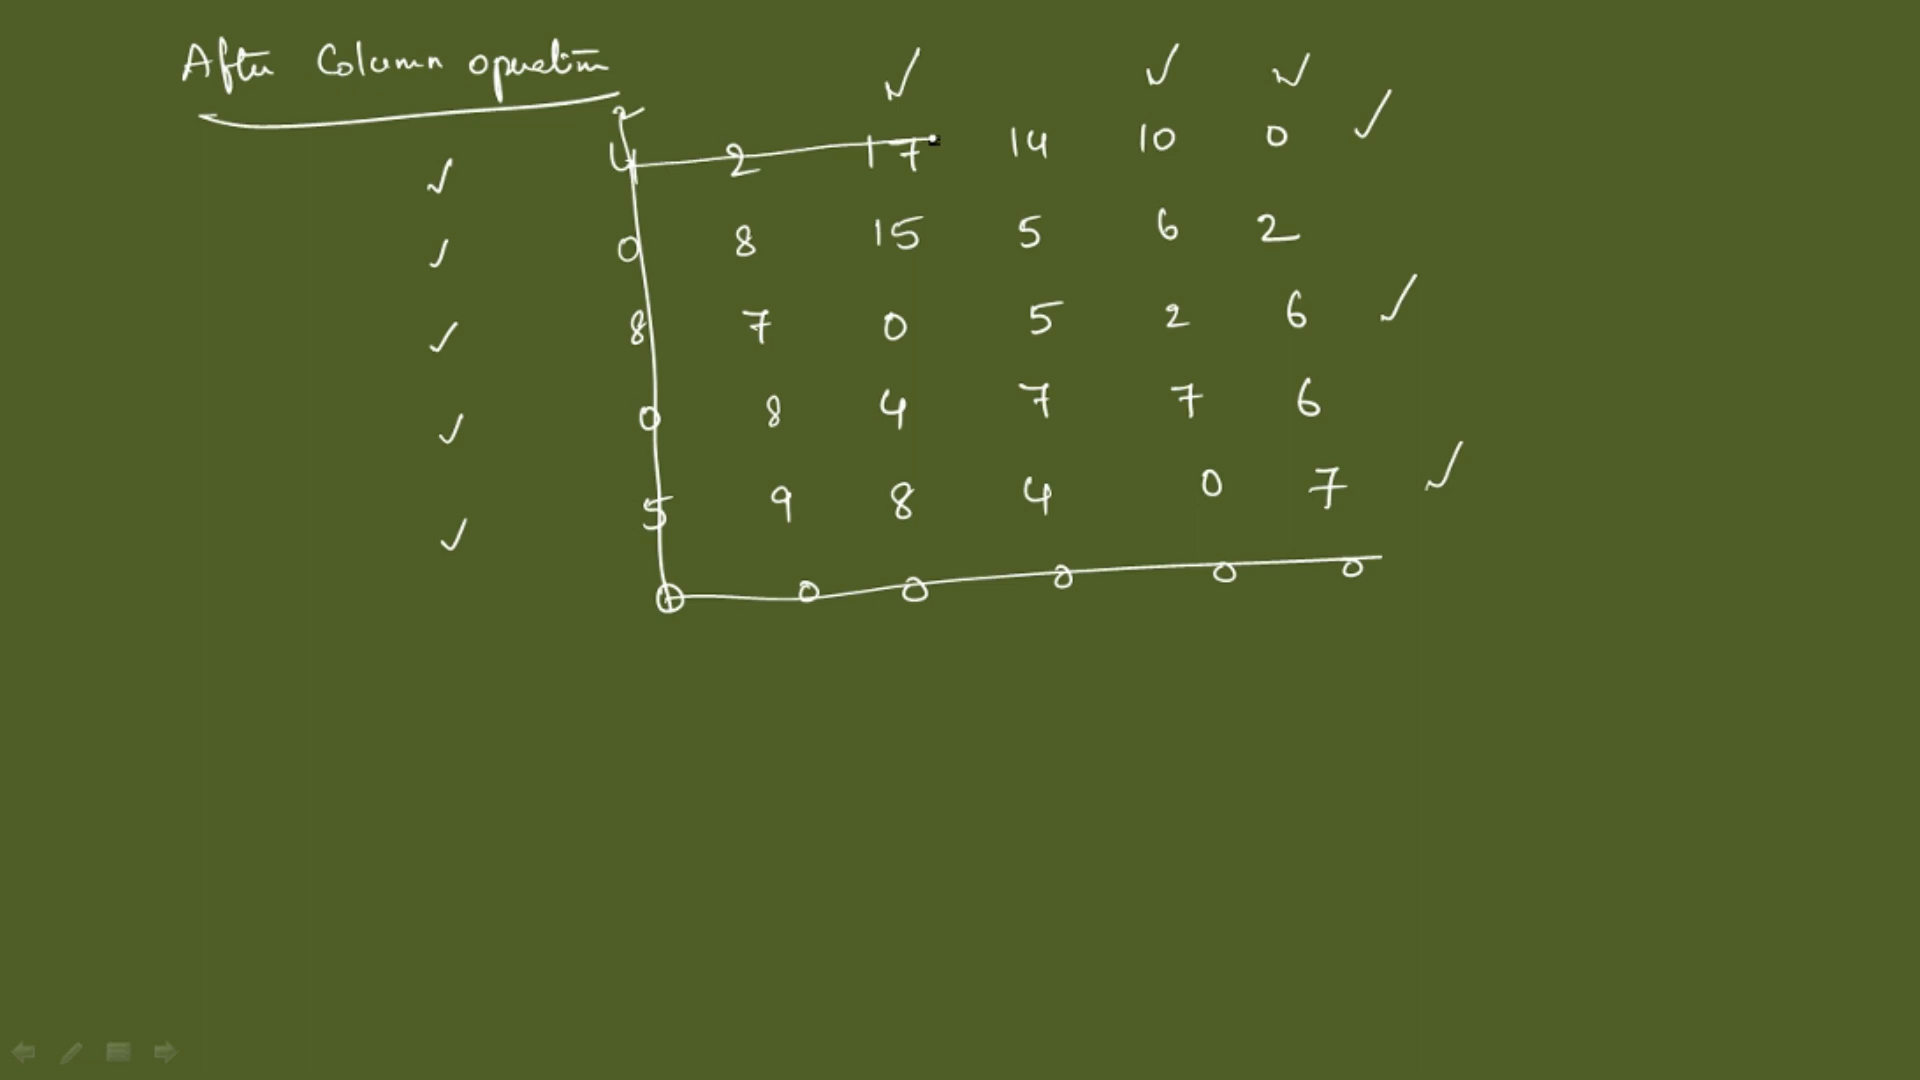 After Column operation
✓ ✓ ✓
✓ 4 2 17 14 10 0 ✓
✓ 0 8 15 5 6 2
✓ 8 7 0 5 2 6 ✓
✓ 0 8 4 7 7 6
✓ 5 9 8 4 0 7 ✓
0 0 0 0 0 0